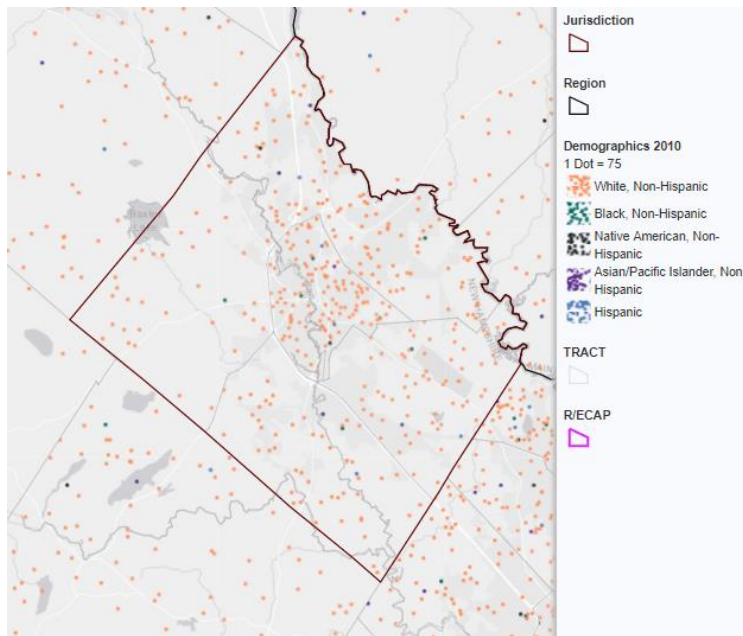 Jurisdiction
Region
Demographics 2010
1 Dot = 75
White, Non-Hispanic
Black, Non-Hispanic
Native American, Non-
Hispanic
Asian/Pacific Islander, Non
Hispanic
Hispanic
TRACT
R/ECAP